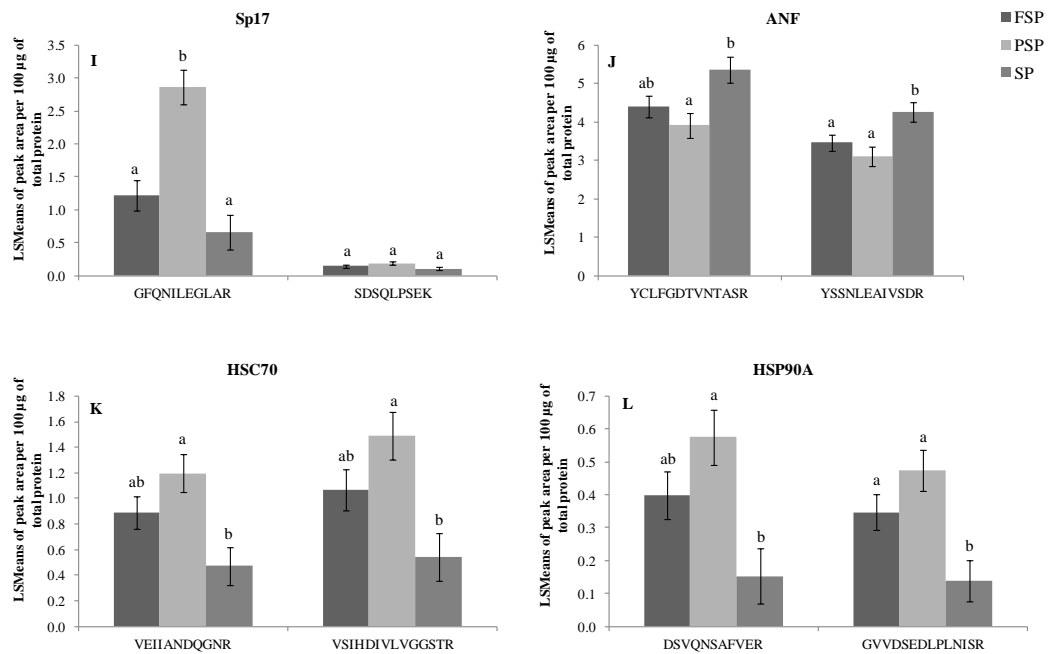 Sp17
I
LSMeans of peak area per 100 µg of
total protein
3.5
3.0
2.5
2.0
1.5
1.0
0.5
0.0
a
b
a
a
a
a
GFQNILEGLAR
SDSQLPSEK
ANF
J
LSMeans of peak area per 100 µg of
total protein
6
5
4
3
2
1
0
ab
a
b
a
a
b
YCLFGDTVNTASR
YSSNLEAIVSDR
FSP
PSP
SP
HSC70
K
LSMeans of peak area per 100 µg of
total protein
1.8
1.6
1.4
1.2
1.0
0.8
0.6
0.4
0.2
0.0
ab
a
b
ab
a
b
VEIIANDQGNR
VSIHDIVLVGGSTR
HSP90A
L
LSMeans of peak area per 100 µg of
total protein
0.7
0.6
0.5
0.4
0.3
0.2
0.1
0.0
ab
a
b
a
a
b
DSVQNSAFVER
GVVDSEDLPLNISR